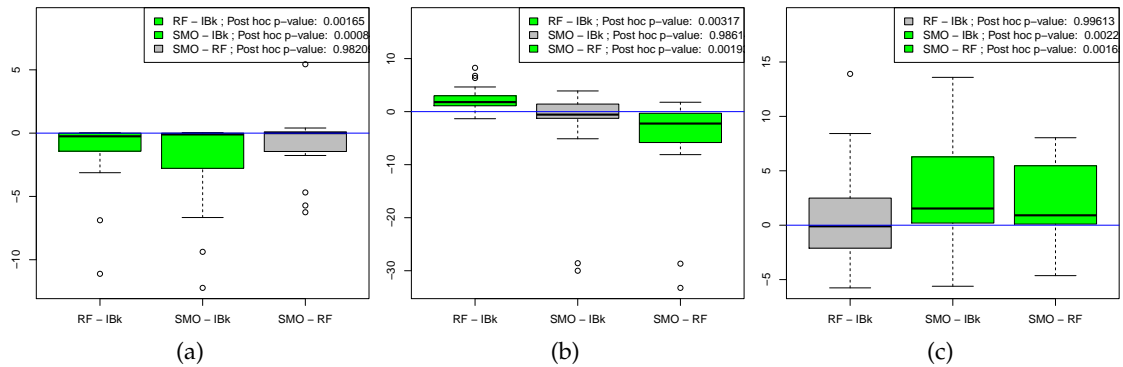 RF − IBk ; Post hoc p−value: 0.00165
SMO − IBk ; Post hoc p−value: 0.0008
SMO − RF ; Post hoc p−value: 0.9820
5
0
−5
−10
RF − IBk
SMO − IBk
SMO − RF
(a)
RF − IBk ; Post hoc p−value: 0.00317
SMO − IBk ; Post hoc p−value: 0.9861
SMO − RF ; Post hoc p−value: 0.0019
10
0
−10
−20
−30
RF − IBk
SMO − IBk
SMO − RF
(b)
RF − IBk ; Post hoc p−value: 0.99613
SMO − IBk ; Post hoc p−value: 0.0022
SMO − RF ; Post hoc p−value: 0.0016
15
10
5
0
−5
RF − IBk
SMO − IBk
SMO − RF
(c)